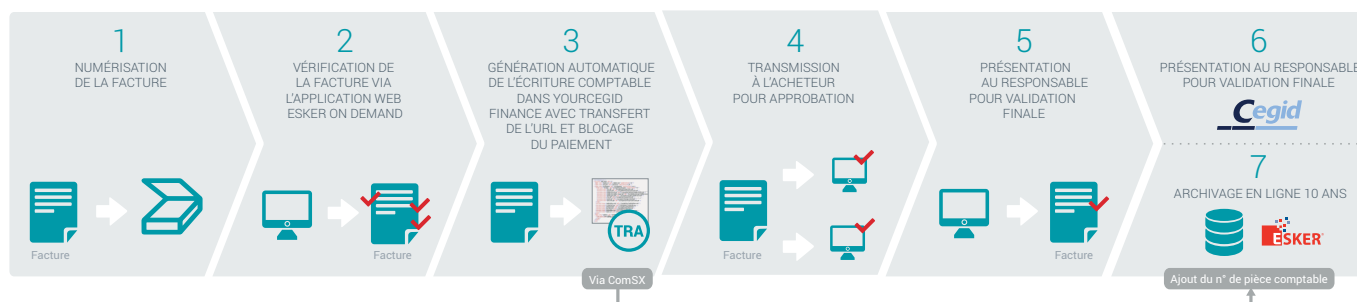 1
NUMÉRISATION
DE LA FACTURE
Facture
2
VÉRIFICATION DE
LA FACTURE VIA
L'APPLICATION WEB
ESKER ON DEMAND
Facture
3
GÉNÉRATION AUTOMATIQUE
DE L'ÉCRITURE COMPTABLE
DANS YOURCEGID
FINANCE AVEC TRANSFERT
DE L'URL ET BLOCAGE
DU PAIEMENT
TRA
Via ComSX
4
TRANSMISSION
À L'ACHETEUR
POUR APPROBATION
Facture
5
PRÉSENTATION
AU RESPONSABLE
POUR VALIDATION
FINALE
Facture
6
PRÉSENTATION AU RESPONSABLE
POUR VALIDATION FINALE
Cegid
7
ARCHIVAGE EN LIGNE 10 ANS
ESKER
Ajout du n° de pièce comptable